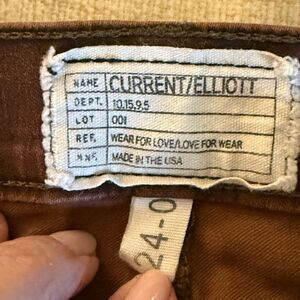 NAME CURRENT/ELLIOTT
DEPT. 10.15.9.5
LOT 001
REF. WEAR FOR LOVE/LOVE FOR WEAR
MNF. MADE IN THE USA
24-0